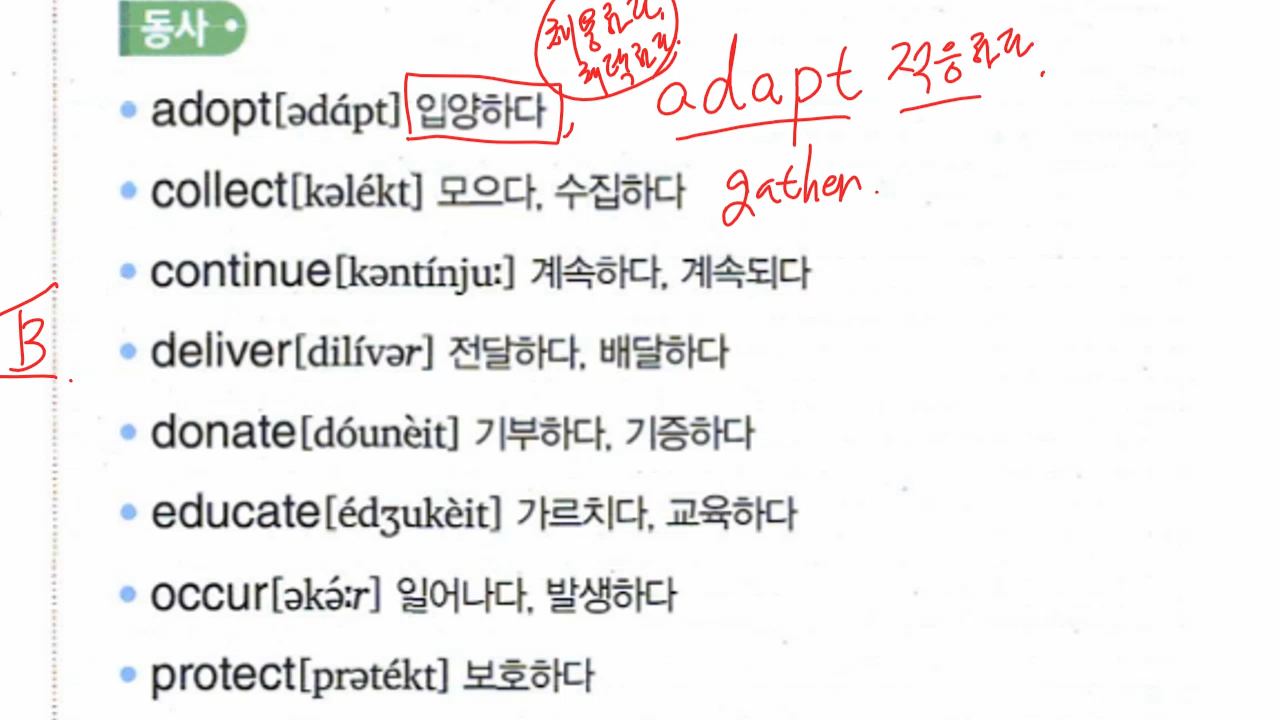 동사
채용하다,
채택하다.
adopt[ədɑ́pt] 입양하다,
adapt 적응하다.
collect[kəlékt] 모으다, 수집하다 gather.
continue[kəntínju:] 계속하다, 계속되다
B
deliver[dilívər] 전달하다, 배달하다
donate[dóunèit] 기부하다, 기증하다
educate[édʒukèit] 가르치다, 교육하다
occur[əkə́:r] 일어나다, 발생하다
protect[prətékt] 보호하다